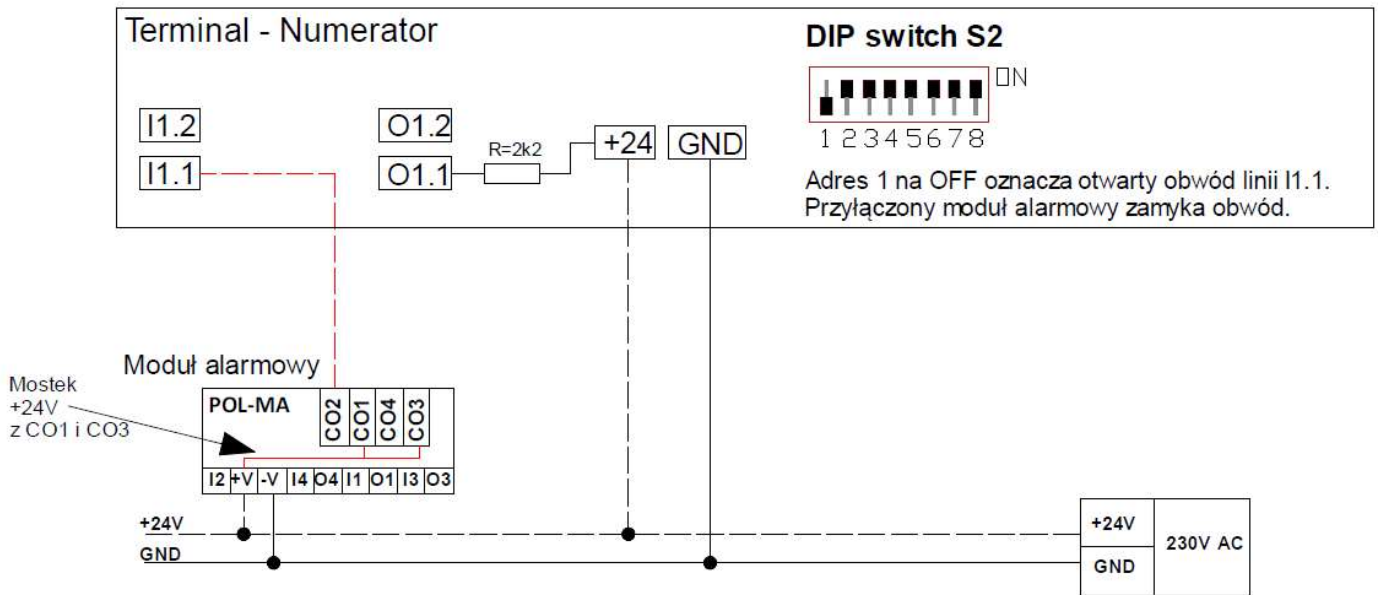 Terminal - Numerator
DIP switch S2
ON
1 2 3 4 5 6 7 8
I1.2
O1.2
R=2k2
+24
GND
I1.1
O1.1
Adres 1 na OFF oznacza otwarty obwód linii I1.1.
Przyłączony moduł alarmowy zamyka obwód.
Moduł alarmowy
Mostek
+24V
z CO1 i CO3
POL-MA
CO2
CO1
CO4
CO3
I2 +V -V I4 O4 I1 O1 I3 O3
+24V
GND
+24V
GND
230V AC